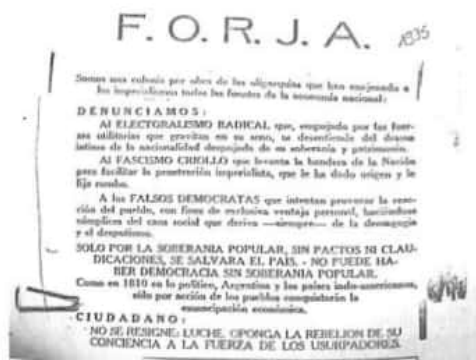 F. O. R. J. A. 1935
Somos una colonia por obra de las oligarquías que han enajenado a
los imperialismos todas las fuentes de la economía nacional:
DENUNCIAMOS:
Al ELECTORALISMO RADICAL que, empujado por las fuer-
zas utilitarias que gravitan en su seno, se desentiende del drama
íntimo de la nacionalidad despojada de su soberanía y patrimonio.
Al FASCISMO CRIOLLO que levanta la bandera de la Nación
para facilitar la penetración imperialista, que le ha dado origen y le
fija rumbo.
A los FALSOS DEMOCRATAS que intentan provocar la reac-
ción del pueblo, con fines de exclusiva ventaja personal, haciéndose
cómplices del caos social que deriva —siempre— de la demagogia
y el despotismo.
SOLO POR LA SOBERANIA POPULAR, SIN PACTOS NI CLAU-
DICACIONES, SE SALVARA EL PAIS. - NO PUEDE HA-
BER DEMOCRACIA SIN SOBERANIA POPULAR.
Como en 1810 en lo político, Argentina y los países indo-americanos,
sólo por acción de los pueblos conquistarán la
emancipación económica.
CIUDADANO:
NO SE RESIGNE: LUCHE. OPONGA LA REBELION DE SU
CONCIENCIA A LA FUERZA DE LOS USURPADORES.